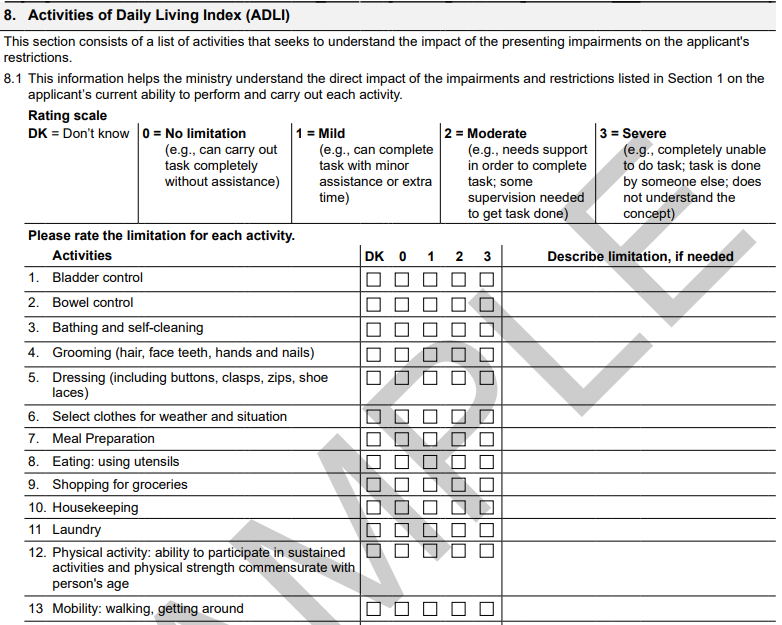 8. Activities of Daily Living Index (ADLI)
This section consists of a list of activities that seeks to understand the impact of the presenting impairments on the applicant's
restrictions.
8.1 This information helps the ministry understand the direct impact of the impairments and restrictions listed in Section 1 on the
applicant's current ability to perform and carry out each activity.
Rating scale
DK = Don't know
0 = No limitation
(e.g., can carry out
task completely
without assistance)
1 = Mild
(e.g., can complete
task with minor
assistance or extra
time)
2 = Moderate
(e.g., needs support
in order to complete
task; some
supervision needed
to get task done)
3 = Severe
(e.g., completely unable
to do task; task is done
by someone else; does
not understand the
concept)
Please rate the limitation for each activity.
Activities DK 0 1 2 3 Describe limitation, if needed
1. Bladder control
2. Bowel control
3. Bathing and self-cleaning
4. Grooming (hair, face teeth, hands and nails)
5. Dressing (including buttons, clasps, zips, shoe
laces)
6. Select clothes for weather and situation
7. Meal Preparation
8. Eating: using utensils
9. Shopping for groceries
10. Housekeeping
11 Laundry
12. Physical activity: ability to participate in sustained
activities and physical strength commensurate with
person's age
13 Mobility: walking, getting around
AMPLE